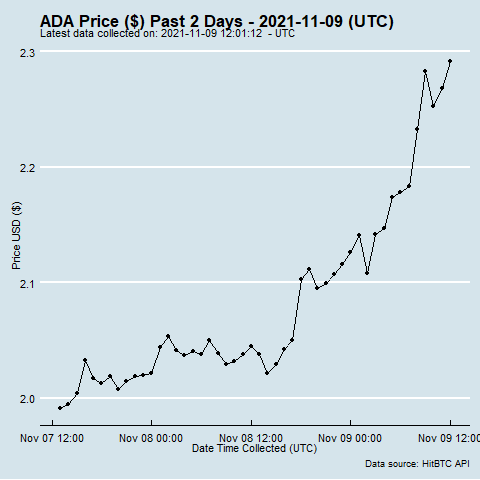 ADA Price ($) Past 2 Days - 2021-11-09 (UTC)
Latest data collected on: 2021-11-09 12:01:12  - UTC
2.3
2.2
2.1
2.0
Price USD ($)
Nov 07 12:00 Nov 08 00:00 Nov 08 12:00 Nov 09 00:00 Nov 09 12:00
Date Time Collected (UTC)
Data source: HitBTC API